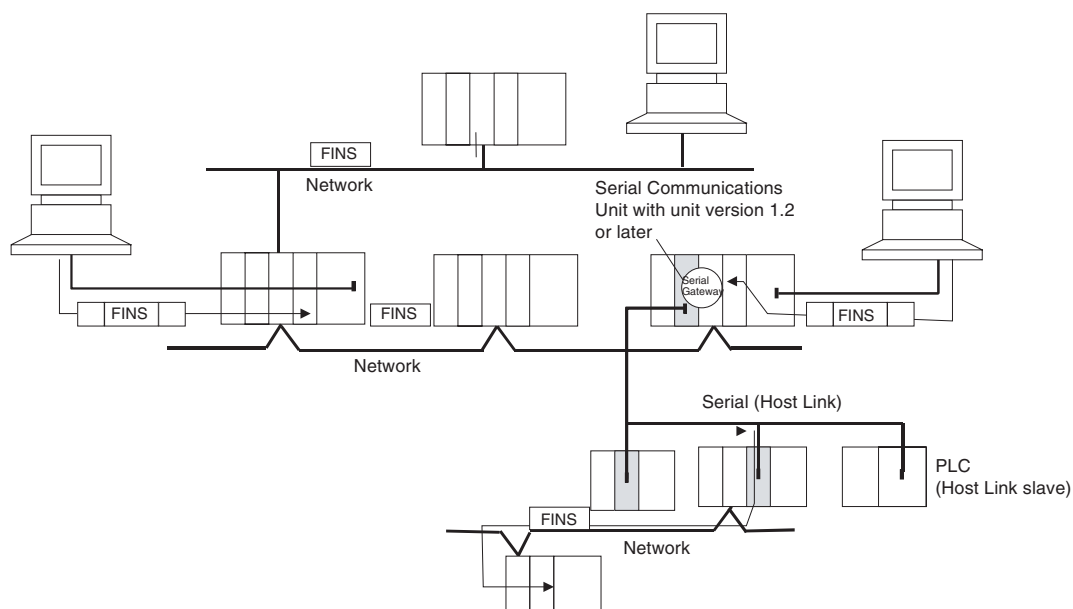 FINS
Network
Serial Communications
Unit with unit version 1.2
or later
Serial
Gateway
FINS
FINS
FINS
Network
Serial (Host Link)
PLC
(Host Link slave)
FINS
Network